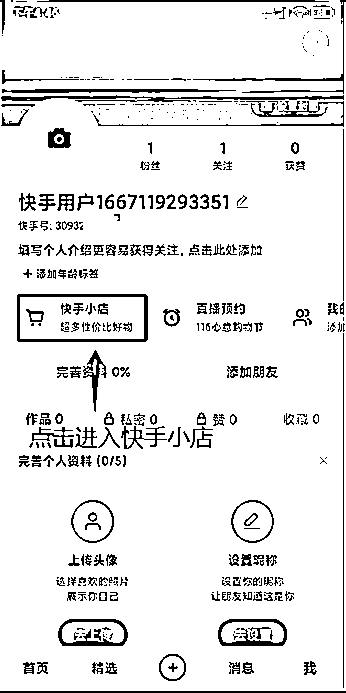 1 1 0
粉丝 关注 获赞
快手用户1667119293351
快手号: 30932
填写个人介绍更容易获得关注, 点击此处添加
+ 添加年龄标签
快手小店 直播预约 我的
超多性价比好物 116心意购物节 添加
完善资料 0% 添加朋友
作品 0 私密 0 赞 0 收藏 0
点击进入快手小店
完善个人资料 (0/5) ×
上传头像 设置昵称
选择喜欢的照片 设置你的昵称
展示你自己 让朋友知道这是你
去上传 去设置
首页 精选 消息 我